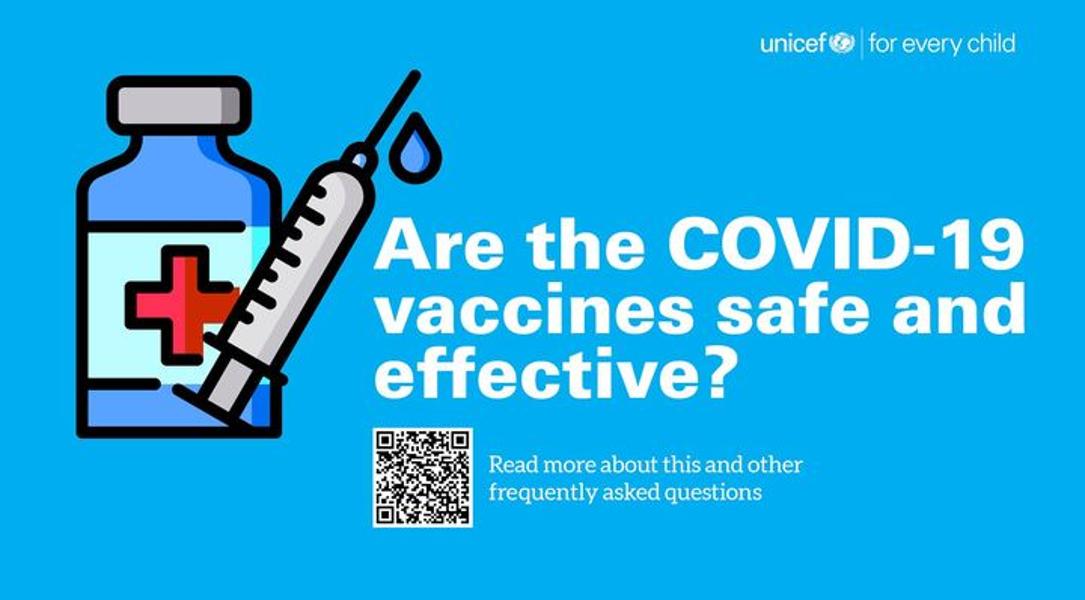 unicef for every child
Are the COVID-19
vaccines safe and
effective?
Read more about this and other
frequently asked questions